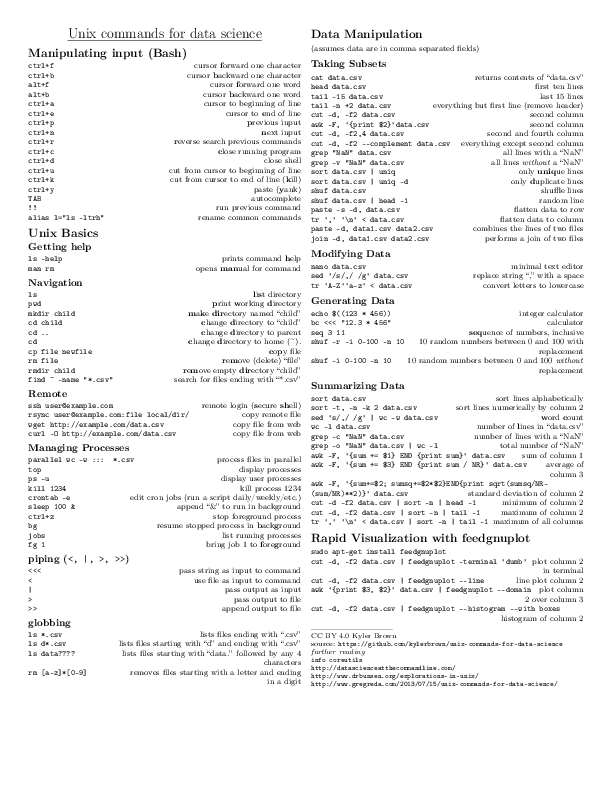 Unix commands for data science
Manipulating input (Bash)
ctrl+f cursor forward one character
ctrl+b cursor backward one character
alt+f cursor forward one word
alt+b cursor backward one word
ctrl+a cursor to beginning of line
ctrl+e cursor to end of line
ctrl+p previous input
ctrl+n next input
ctrl+r reverse search previous commands
ctrl+c close running program
ctrl+d close shell
ctrl+u cut from cursor to beginning of line
ctrl+k cut from cursor to end of line (kill)
ctrl+y paste (yank)
TAB autocomplete
!! run previous command
alias l="ls -ltrh" rename common commands
Unix Basics
Getting help
ls -help prints command help
man rm opens manual for command
Navigation
ls list directory
pwd print working directory
mkdir child make directory named "child"
cd child change directory to "child"
cd .. change directory to parent
cd change directory to home (~).
cp file newfile copy file
rm file remove (delete) "file"
rmdir child remove empty directory "child"
find ~ -name "*.csv" search for files ending with "*.csv"
Remote
ssh user@example.com remote login (secure shell)
rsync user@example.com:file local/dir/ copy remote file
wget http://example.com/data.csv copy file from web
curl -O http://example.com/data.csv copy file from web
Managing Processes
parallel wc -w ::: *.csv process files in parallel
top display processes
ps -u display user processes
kill 1234 kill process 1234
crontab -e edit cron jobs (run a script daily/weekly/etc.)
sleep 100 & append "&" to run in background
ctrl+z stop foreground process
bg resume stopped process in background
jobs list running processes
fg 1 bring job 1 to foreground
piping (<, |, >, >>)
<<< pass string as input to command
< use file as input to command
| pass output as input
> pass output to file
>> append output to file
globbing
ls *.csv lists files ending with ".csv"
ls d*.csv lists files starting with "d" and ending with ".csv"
ls data???? lists files starting with "data." followed by any 4
characters
rm [a-z]*[0-9] removes files starting with a letter and ending
in a digit
Data Manipulation
(assumes data are in comma separated fields)
Taking Subsets
cat data.csv returns contents of "data.csv"
head data.csv first ten lines
tail -15 data.csv last 15 lines
tail -n +2 data.csv everything but first line (remove header)
cut -d, -f2 data.csv second column
awk -F, '{print $2}'data.csv second column
cut -d, -f2,4 data.csv second and fourth column
cut -d, -f2 --complement data.csv everything except second column
grep "NaN" data.csv all lines with a "NaN"
grep -v "NaN" data.csv all lines without a "NaN"
sort data.csv | uniq only unique lines
sort data.csv | uniq -d only duplicate lines
shuf data.csv shuffle lines
shuf data.csv | head -1 random line
paste -s -d, data.csv flatten data to row
tr ',' '\n' < data.csv flatten data to column
paste -d, data1.csv data2.csv combines the lines of two files
join -d, data1.csv data2.csv performs a join of two files
Modifying Data
nano data.csv minimal text editor
sed 's/,/ /g' data.csv replace string "," with a space
tr 'A-Z''a-z' < data.csv convert letters to lowercase
Generating Data
echo $((123 * 456)) integer calculator
bc <<< "12.3 * 456" calculator
seq 3 11 sequence of numbers, inclusive
shuf -r -i 0-100 -n 10 10 random numbers between 0 and 100 with
replacement
shuf -i 0-100 -n 10 10 random numbers between 0 and 100 without
replacement
Summarizing Data
sort data.csv sort lines alphabetically
sort -t, -n -k 2 data.csv sort lines numerically by column 2
sed 's/,/ /g' data.csv | wc -w data.csv word count
wc -l data.csv number of lines in "data.csv"
grep -c "NaN" data.csv number of lines with a "NaN"
grep -o "NaN" data.csv | wc -l total number of "NaN"
awk -F, '{sum += $1} END {print sum}' data.csv sum of column 1
awk -F, '{sum += $3} END {print sum / NR}' data.csv average of
column 3
awk -F, '{sum+=$2; sumsq+=$2*$2}END{print sqrt(sumsq/NR-
(sum/NR)**2)}' data.csv standard deviation of column 2
cut -d -f2 data.csv | sort -n | head -1 minimum of column 2
cut -d, -f2 data.csv | sort -n | tail -1 maximum of column 2
tr ',' '\n' < data.csv | sort -n | tail -1 maximum of all columns
Rapid Visualization with feedgnuplot
sudo apt-get install feedgnuplot
cut -d, -f2 data.csv | feedgnuplot -terminal 'dumb' plot column 2
in terminal
cut -d, -f2 data.csv | feedgnuplot --line line plot column 2
awk '{print $3, $2}' data.csv | feedgnuplot --domain plot column
2 over column 3
cut -d, -f2 data.csv | feedgnuplot --histogram --with boxes
histogram of column 2
CC BY 4.0 Kyler Brown
source: https://github.com/kylerbrown/unix-commands-for-data-science
further reading
info coreutils
http://datascienceatthecommandline.com/
http://www.drbunsen.org/explorations-in-unix/
http://www.gregreda.com/2013/07/15/unix-commands-for-data-science/